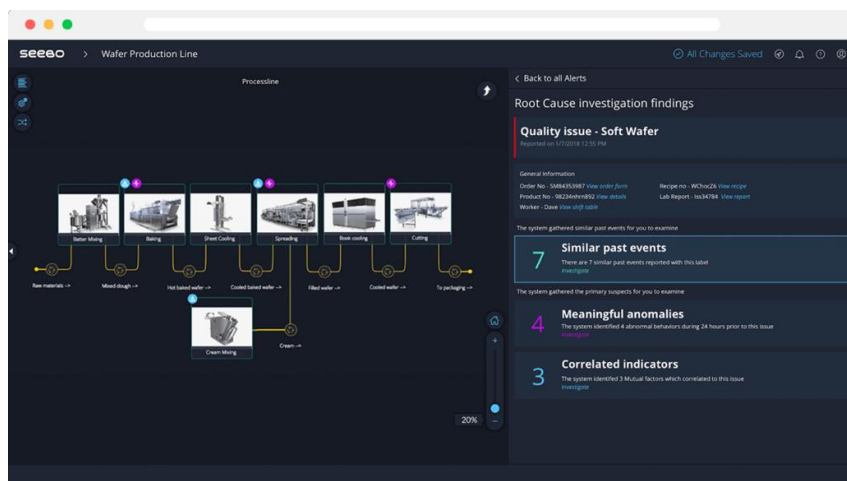 SEEBO > Wafer Production Line
All Changes Saved
Processline
Batter Mixing
Baking
Sheet Cooling
Spreading
Book cooling
Cutting
Raw materials -->
Mixed dough -->
Hot baked wafer -->
Cooled baked wafer -->
Filled wafer -->
Cooled wafer -->
To packaging -->
Cream Mixing
Cream -->
20%
< Back to all Alerts
Root Cause investigation findings
Quality issue - Soft Wafer
Reported on 1/7/2018 12:35 PM
General Information
Order No - SM84353987 View order form
Recipe no - WChocZ6 View recipe
Product No - 98234nhrn892 View details
Lab Report - Iss34784 View report
Worker - Dave View shift table
The system gathered similar past events for you to examine
7
Similar past events
There are 7 similar past events reported with this label
Investigate
The system gathered the primary suspects for you to examine
4
Meaningful anomalies
The system identified 4 abnormal behaviors during 24 hours prior to this issue
Investigate
3
Correlated indicators
The system identifed 3 Mutual factors which correlated to this issue
Investigate